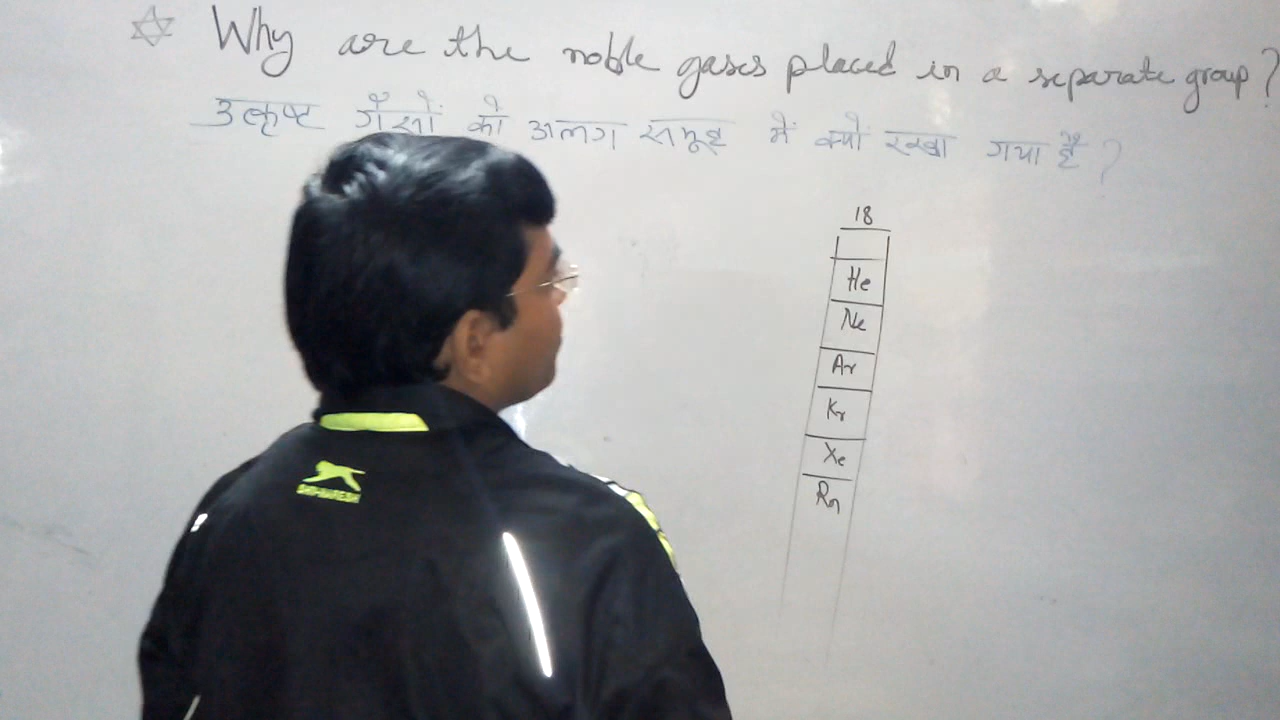 Why are the noble gases placed in a separate group?
उत्कृष्ट गैसों को अलग समूह में क्यों रखा गया है?
18
He
Ne
Ar
Kr
Xe
Rn